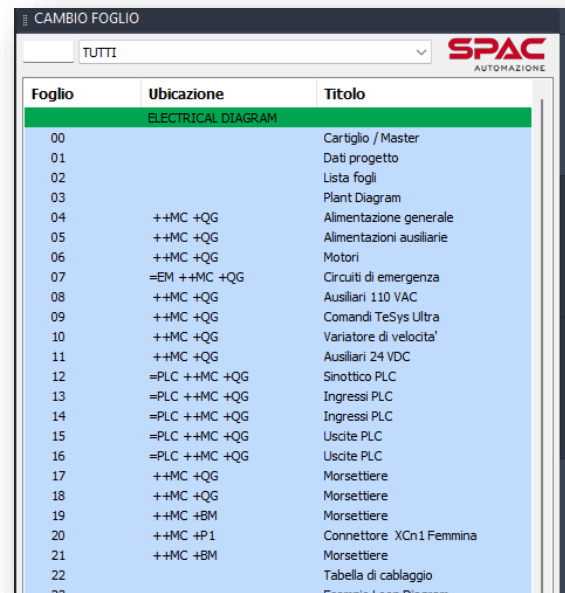 CAMBIO FOGLIO
TUTTI
SPAC
AUTOMAZIONE
Foglio Ubicazione Titolo
ELECTRICAL DIAGRAM
00 Cartiglio / Master
01 Dati progetto
02 Lista fogli
03 Plant Diagram
04 ++MC +QG Alimentazione generale
05 ++MC +QG Alimentazioni ausiliarie
06 ++MC +QG Motori
07 =EM ++MC +QG Circuiti di emergenza
08 ++MC +QG Ausiliari 110 VAC
09 ++MC +QG Comandi TeSys Ultra
10 ++MC +QG Variatore di velocita'
11 ++MC +QG Ausiliari 24 VDC
12 =PLC ++MC +QG Sinottico PLC
13 =PLC ++MC +QG Ingressi PLC
14 =PLC ++MC +QG Ingressi PLC
15 =PLC ++MC +QG Uscite PLC
16 =PLC ++MC +QG Uscite PLC
17 ++MC +QG Morsettiere
18 ++MC +QG Morsettiere
19 ++MC +BM Morsettiere
20 ++MC +P1 Connettore XCn1 Femmina
21 ++MC +BM Morsettiere
22 Tabella di cablaggio